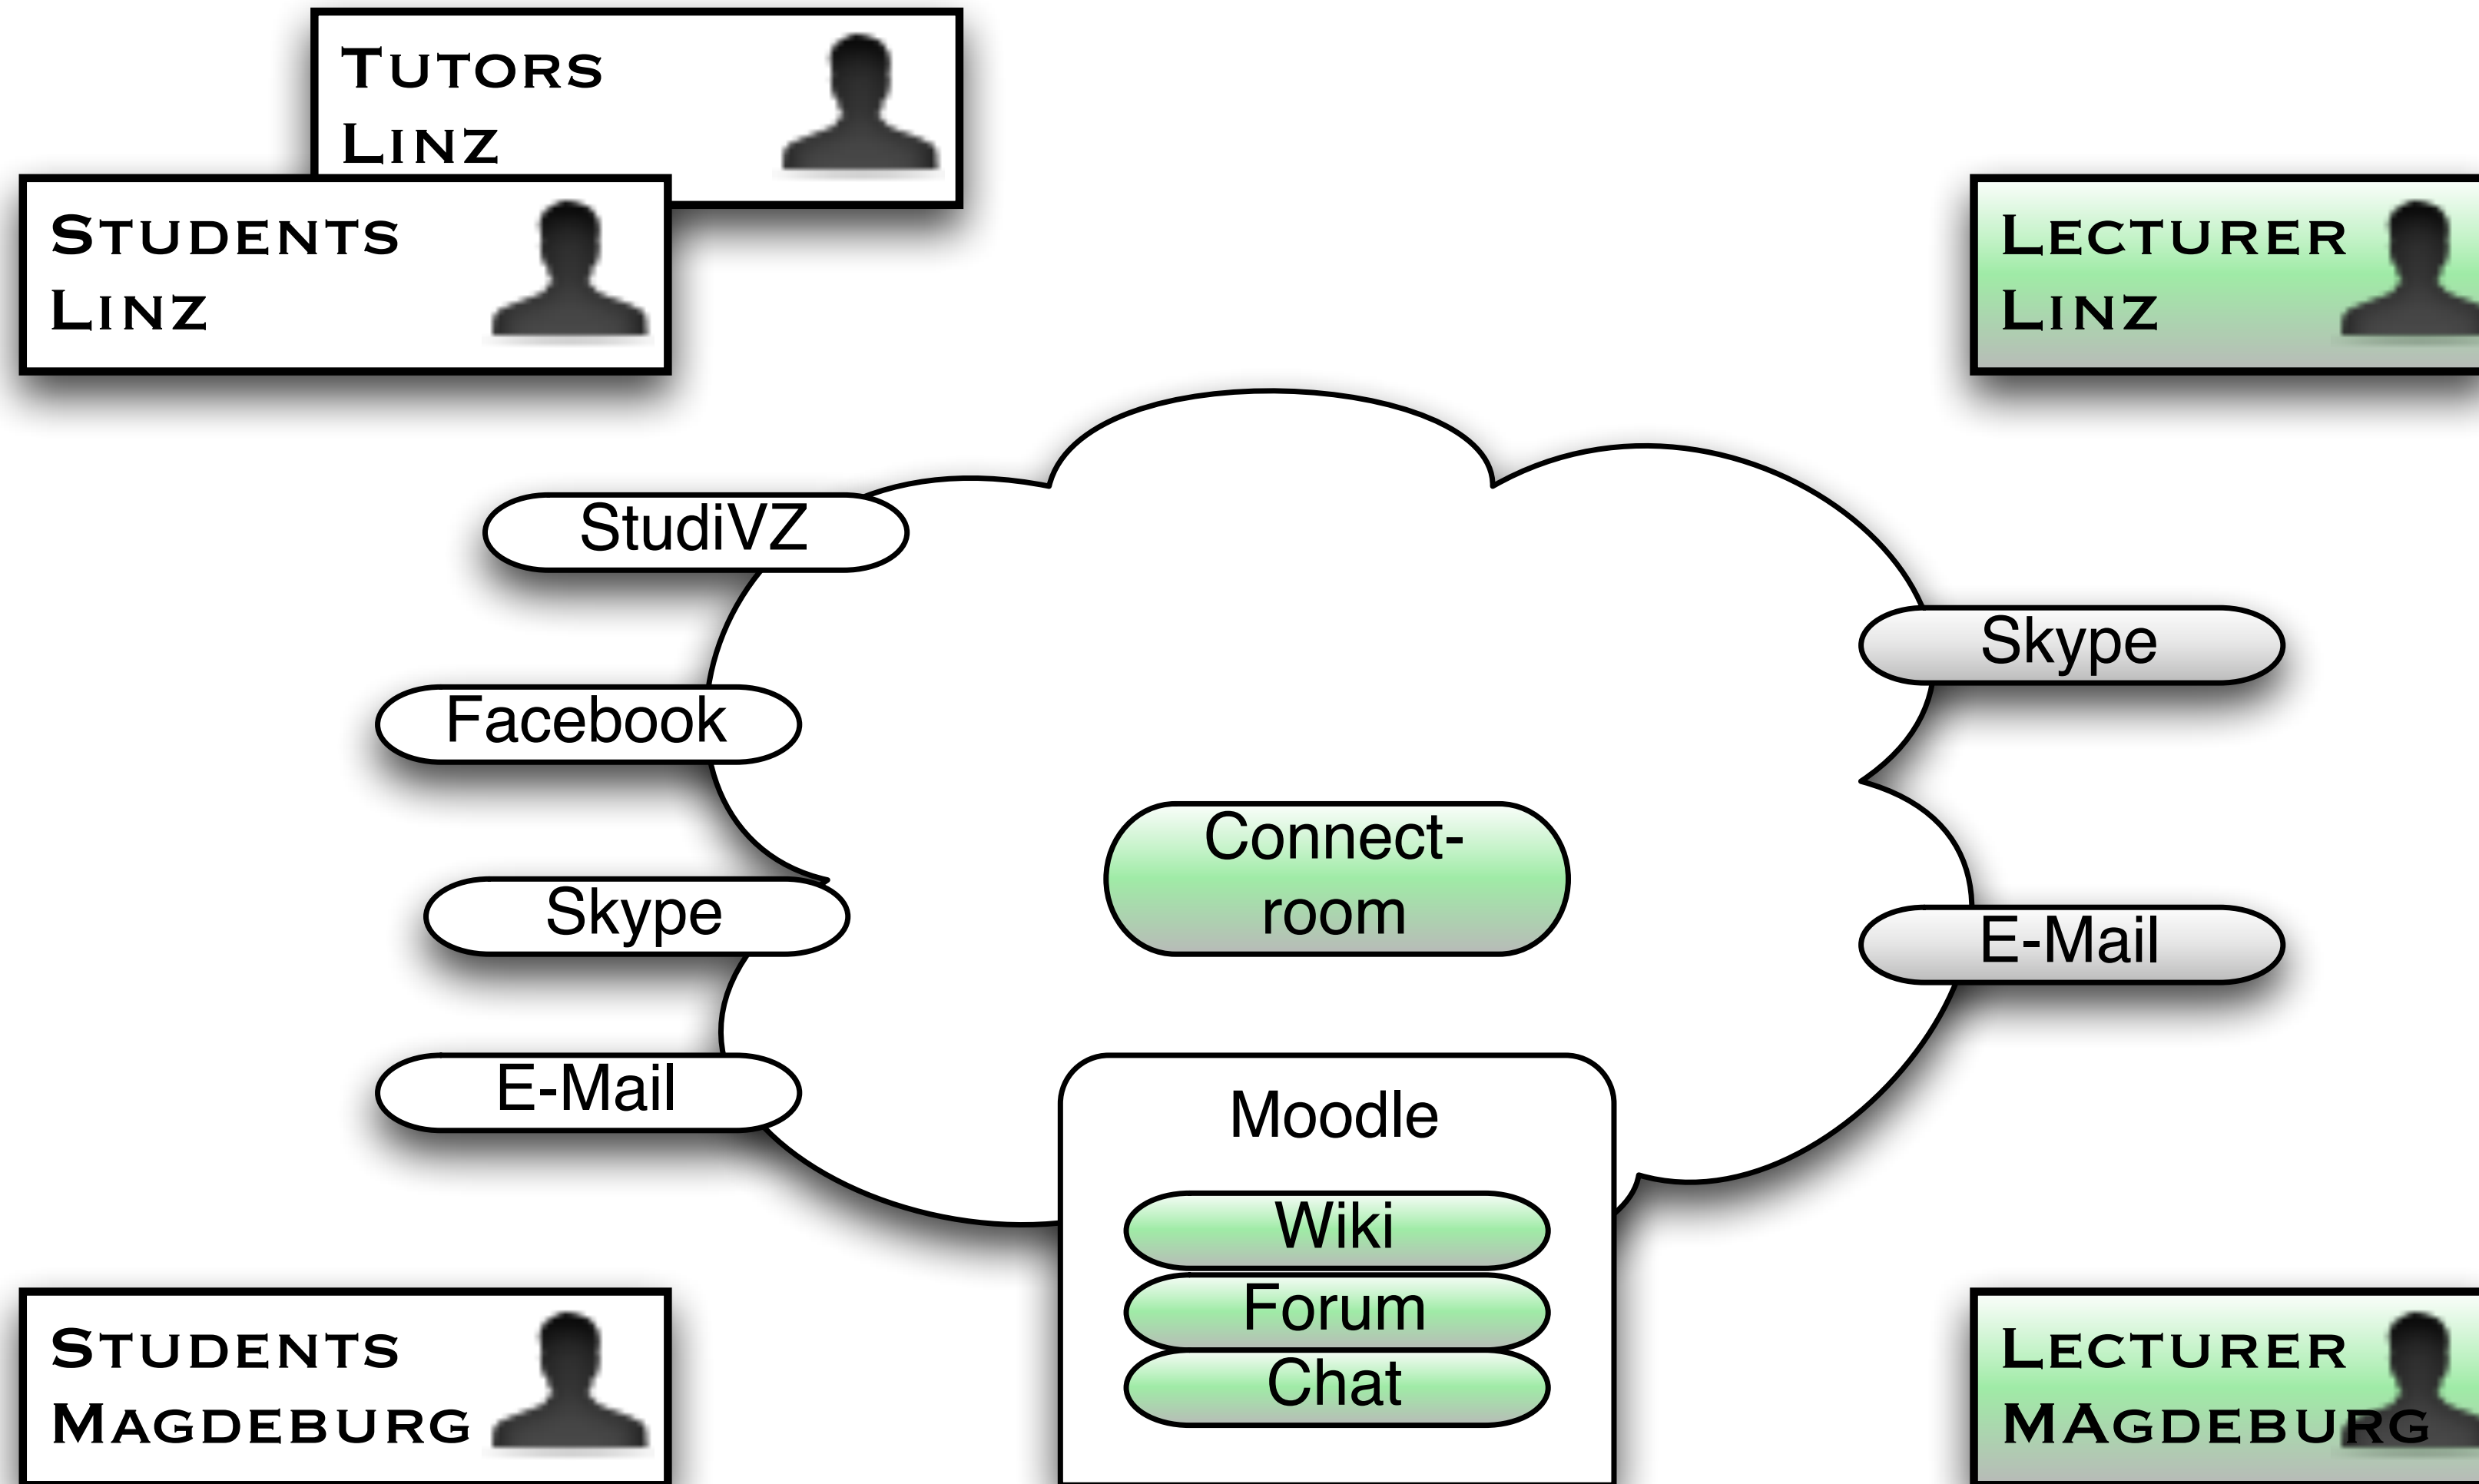 TUTORS
LINZ
STUDENTS
LINZ
LECTURER
LINZ
StudiVZ
Facebook
Skype
E-Mail
Connect-
room
Skype
E-Mail
Moodle
Wiki
Forum
Chat
STUDENTS
MAGDEBURG
LECTURER
MAGDEBURG